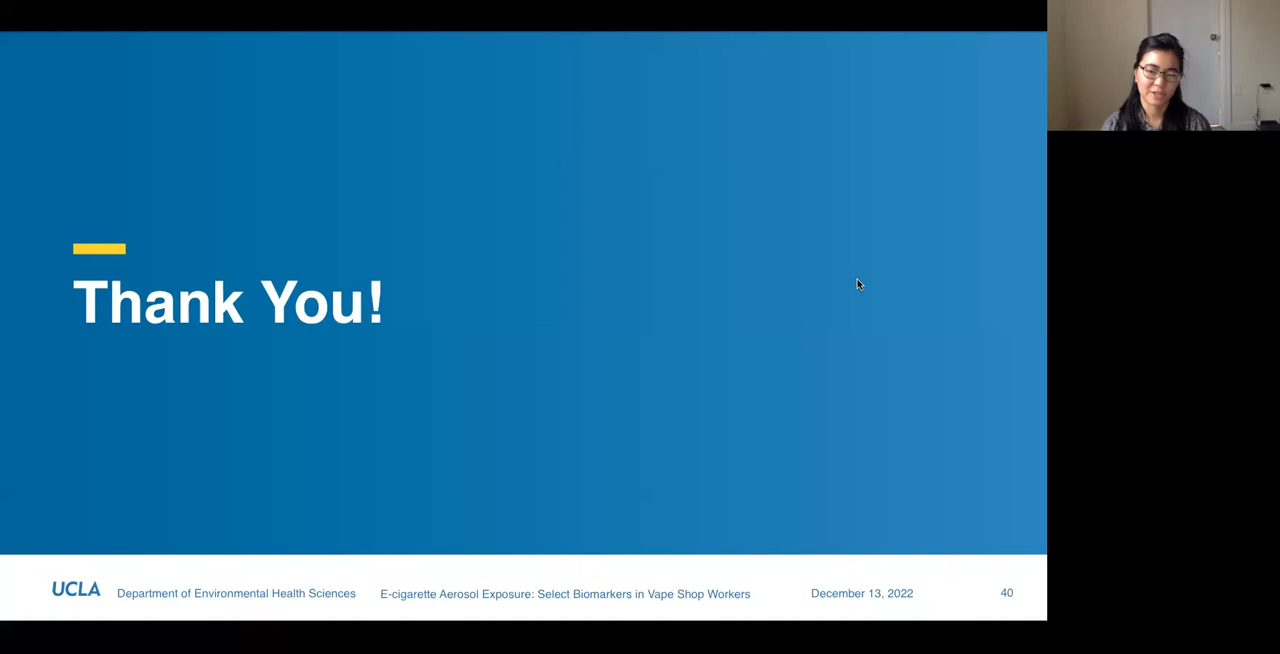 Thank You!
UCLA Department of Environmental Health Sciences E-cigarette Aerosol Exposure: Select Biomarkers in Vape Shop Workers December 13, 2022 40